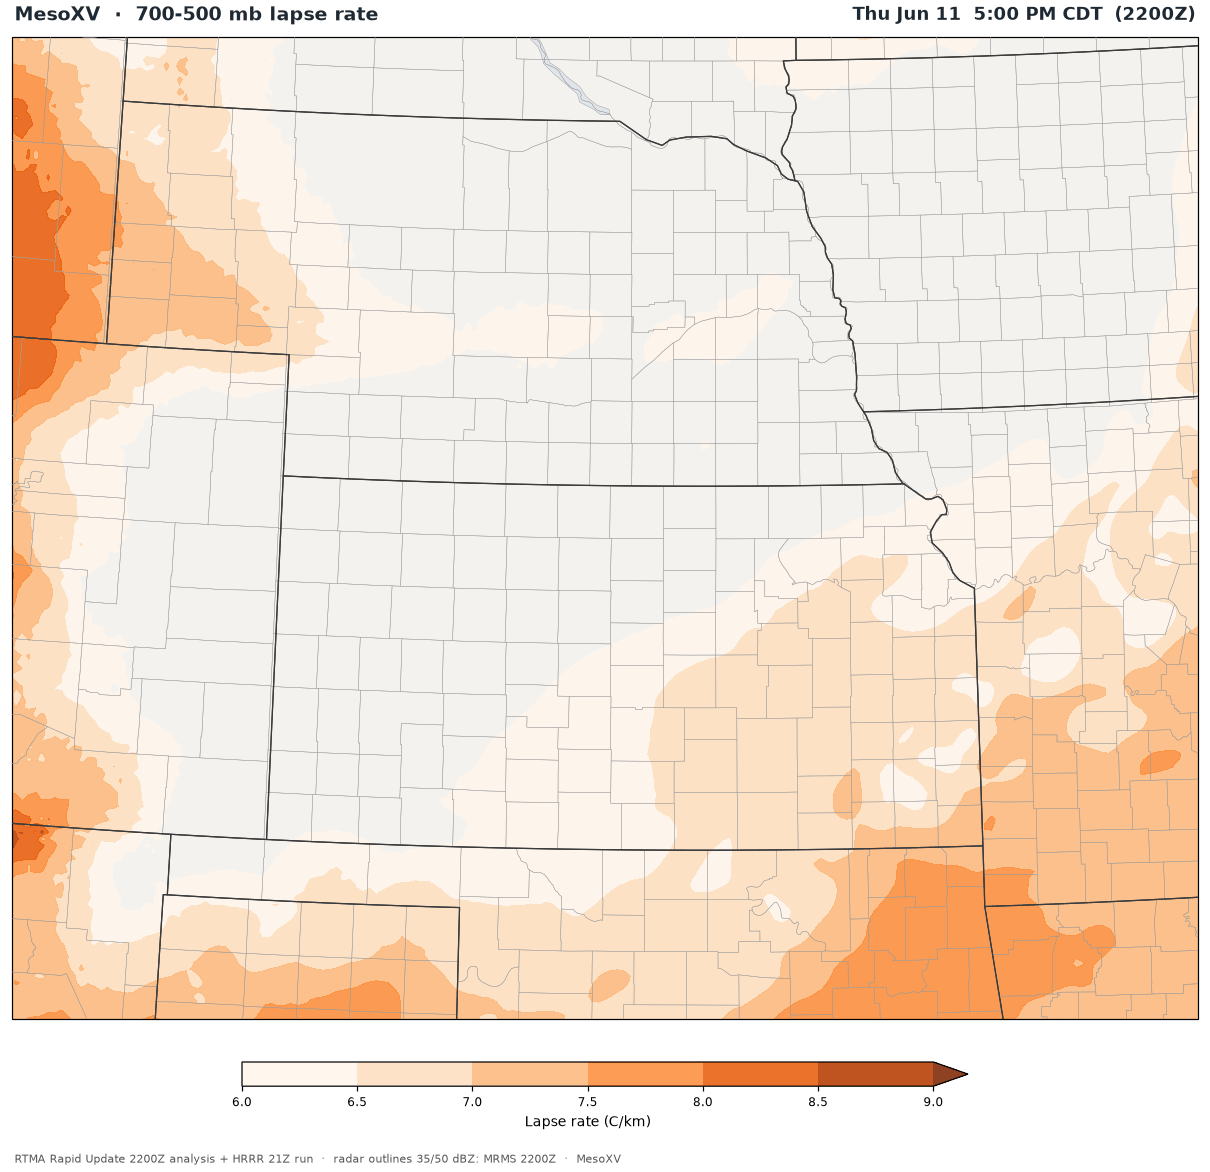 MesoXV · 700-500 mb lapse rate
Thu Jun 11 5:00 PM CDT (2200Z)
6.0 6.5 7.0 7.5 8.0 8.5 9.0
Lapse rate (C/km)
RTMA Rapid Update 2200Z analysis + HRRR 21Z run · radar outlines 35/50 dBZ: MRMS 2200Z · MesoXV